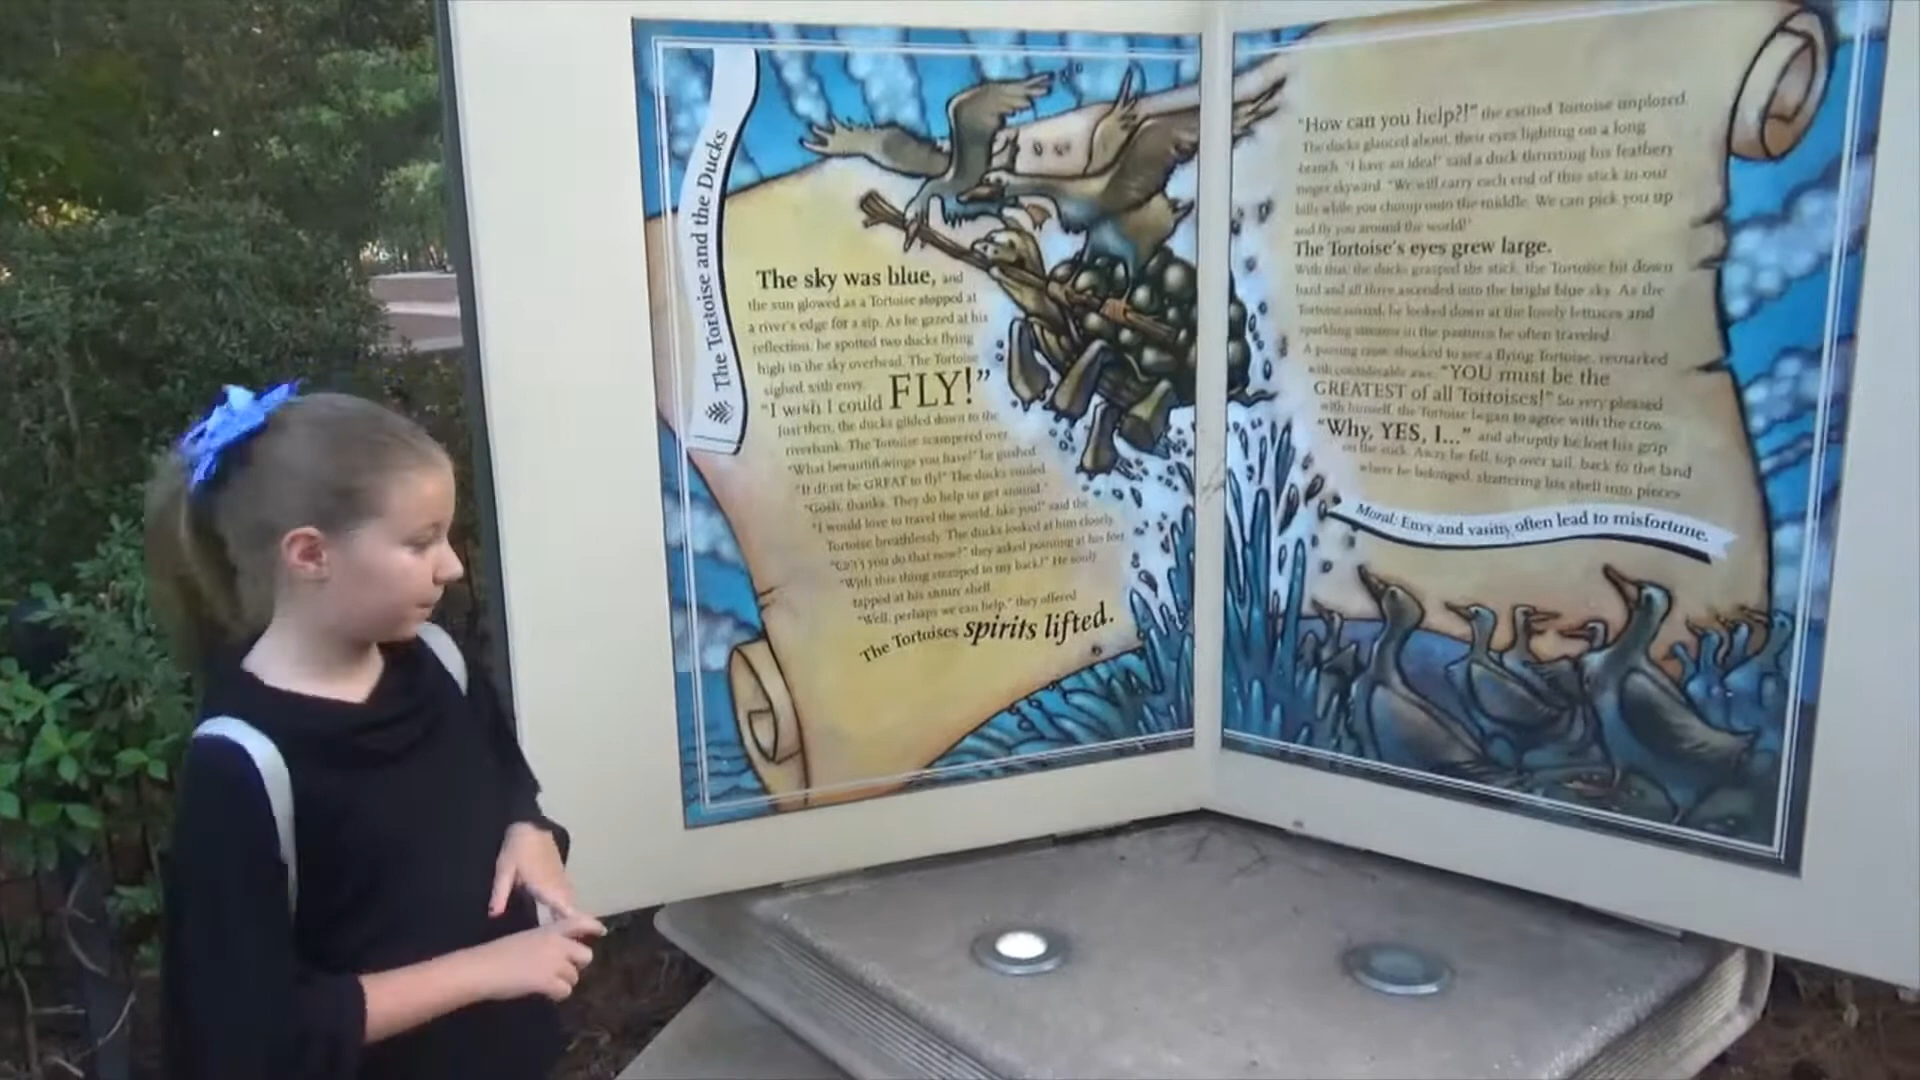 The Tortoise and the Ducks
The sky was blue, and
the sun glowed as a Tortoise stopped at
a river's edge for a sip. As he gazed at his
reflection, he spotted two ducks flying
high in the sky overhead. The Tortoise
sighed with envy.
"I wish I could FLY!"
Just then, the ducks glided down to the
riverbank. The Tortoise scampered over.
"What beautiful wings you have!" he gushed.
"It must be GREAT to fly!" The ducks smiled.
"Gosh, thanks. They do help us get around."
"I would love to travel the world, like you!" said the
Tortoise breathlessly. The ducks looked at him closely.
"Can't you do that now?" they asked pointing at his feet.
"With this thing strapped to my back?" He sadly
tapped at his shell.
"Well, perhaps we can help," they offered.
The Tortoises spirits lifted.
"How can you help?!" the excited Tortoise implored.
The ducks glanced about, their eyes lighting on a long
branch. "I have an idea!" said a duck thrusting his feathery
finger skyward. "We will carry each end of this stick in our
bills while you chomp onto the middle. We can pick you up
and fly you around the world!"
The Tortoise's eyes grew large.
With that, the ducks grasped the stick, the Tortoise bit down
hard and all three ascended into the bright blue sky. As the
Tortoise soared, he looked down at the lovely lettuces and
sparkling streams in the pastures he often traveled.
A passing crow, shocked to see a flying Tortoise, remarked
with considerable awe, "YOU must be the
GREATEST of all Tortoises!" So very pleased
with himself, the Tortoise began to agree with the crow.
"Why, YES, I..." and abruptly he lost his grip
on the stick. Away he fell, top over tail, back to the land
where he belonged, shattering his shell into pieces
Moral: Envy and vanity often lead to misfortune.